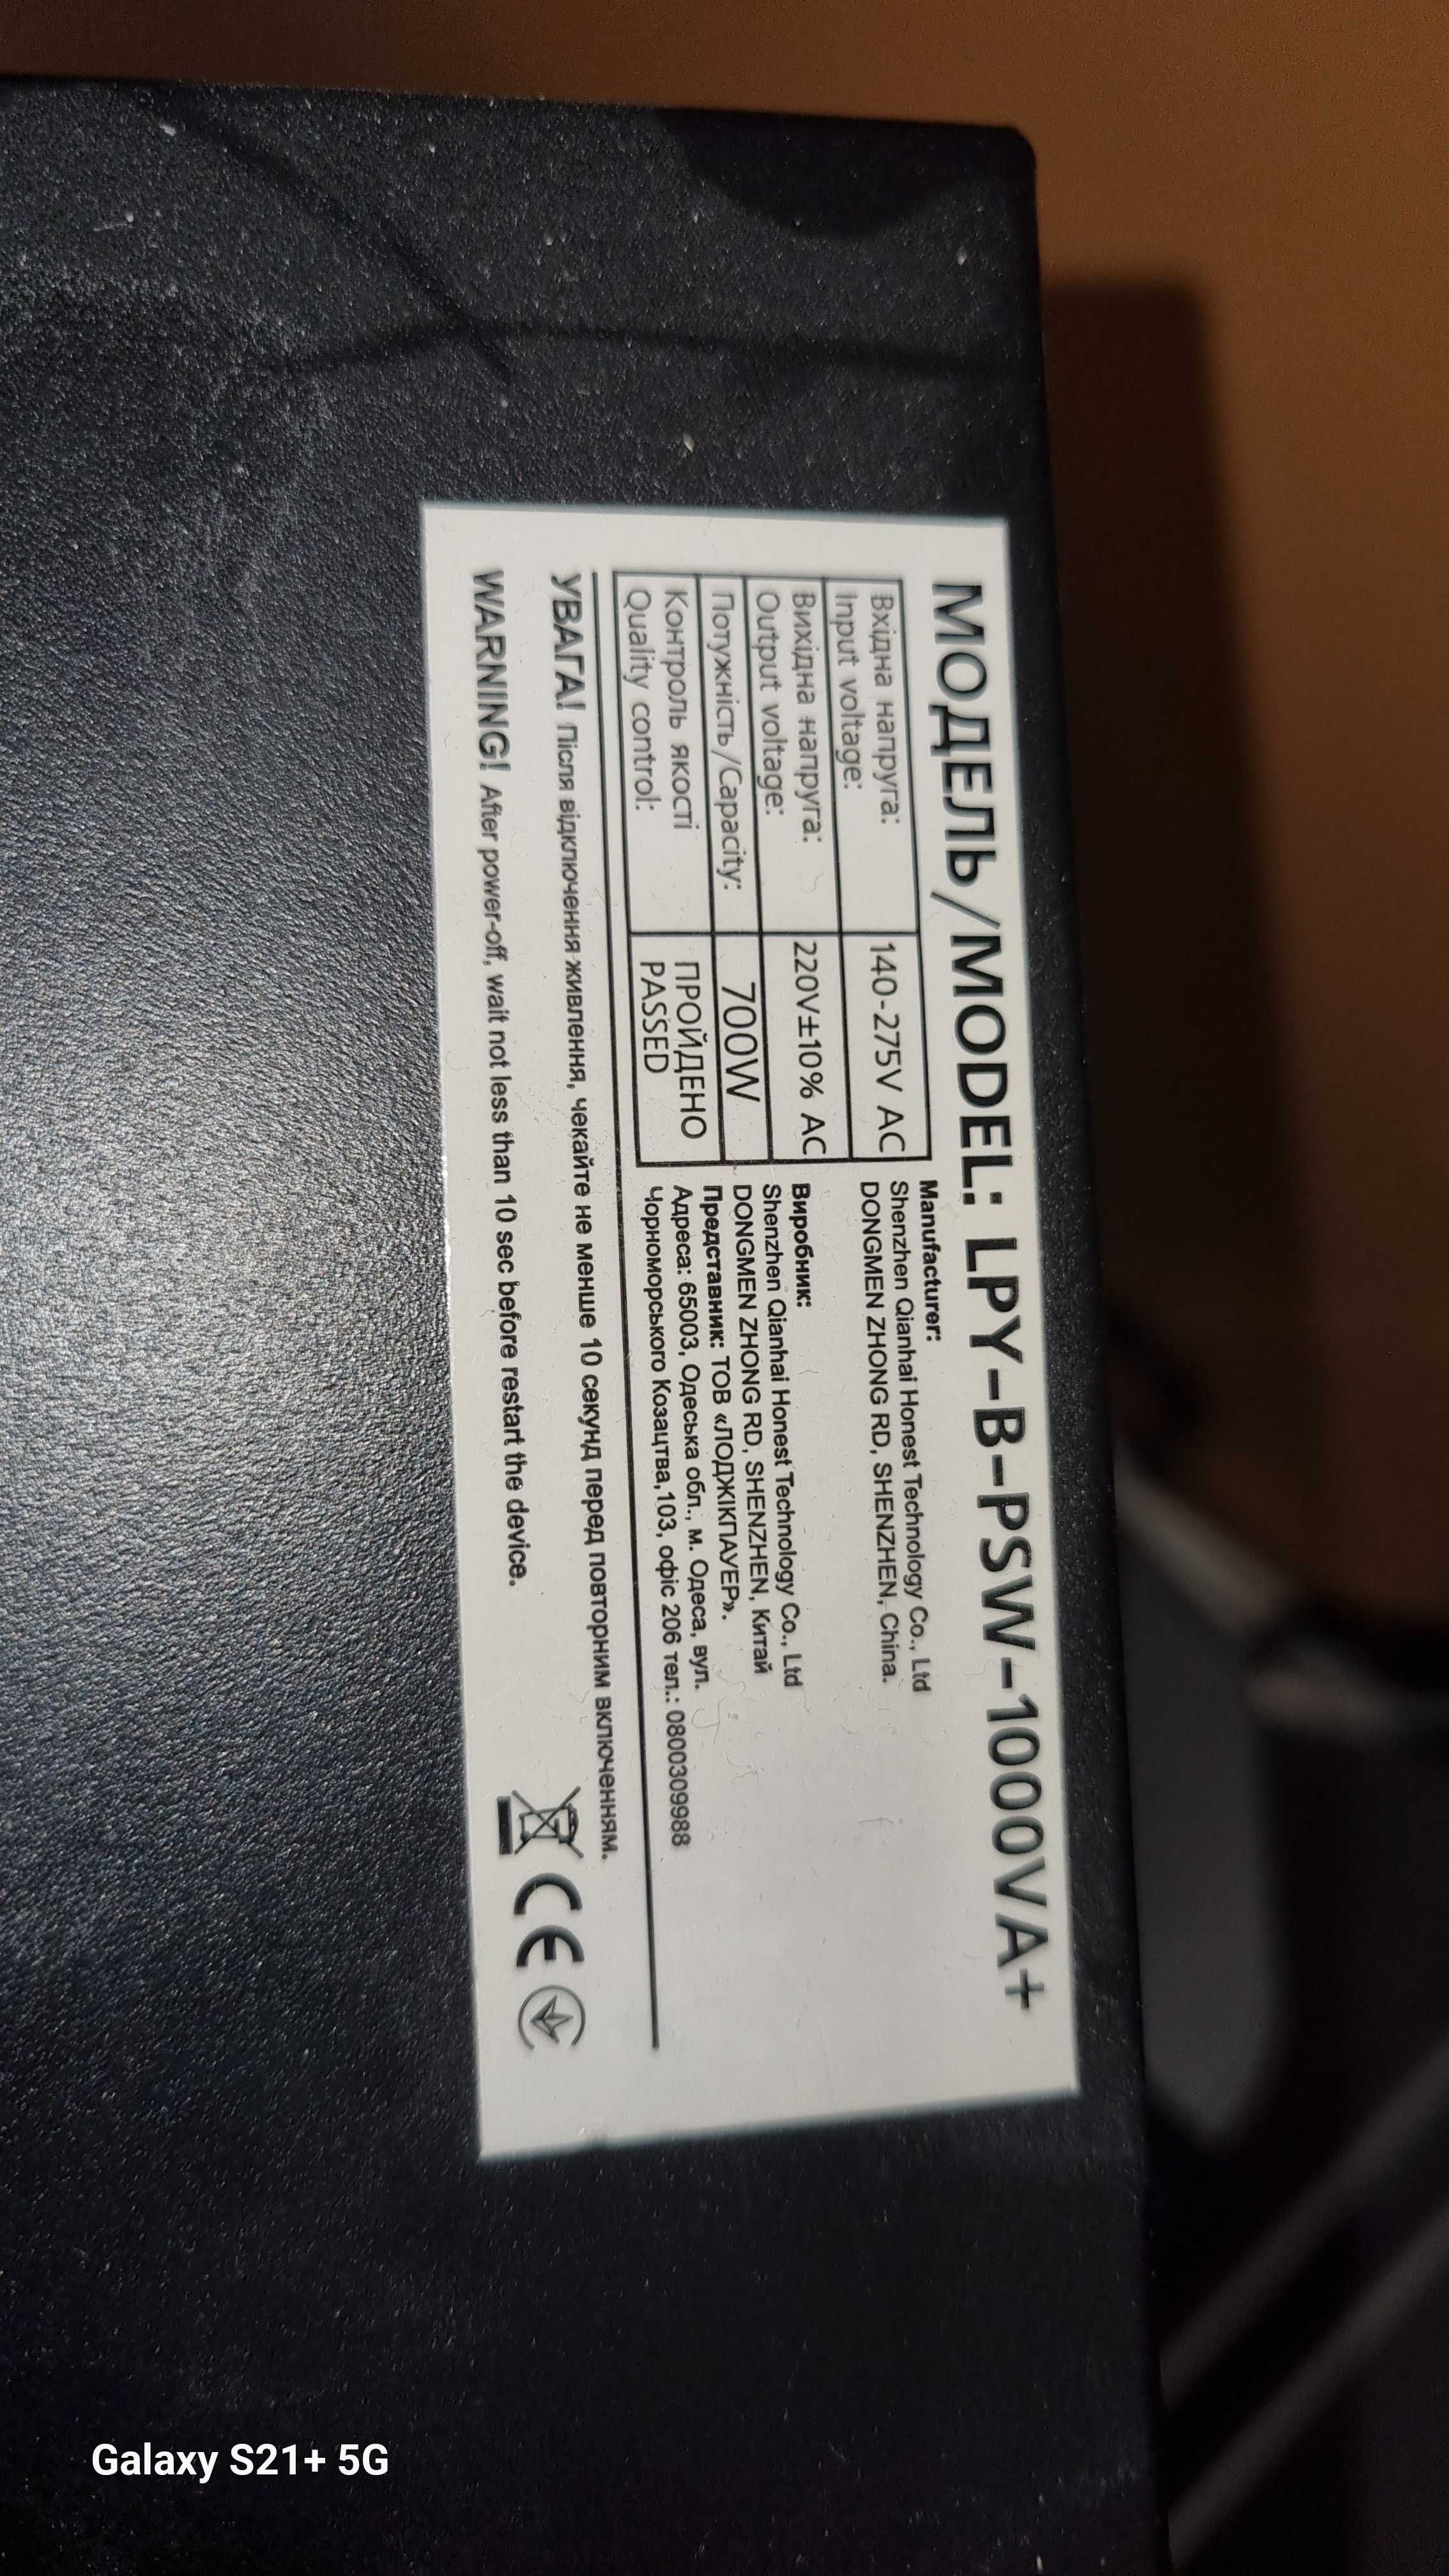 МОДЕЛЬ/MODEL: LPY-B-PSW-1000VA+
Вхідна напруга:
Input voltage:
140-275V AC
Вихідна напруга:
Output voltage:
220V±10% AC
Потужність/Capacity:
700W
Контроль якості
Quality control:
ПРОЙДЕНО
PASSED
Manufacturer:
Shenzhen Qianhai Honest Technology Co., Ltd
DONGMEN ZHONG RD, SHENZHEN, China.
Виробник:
Shenzhen Qianhai Honest Technology Co., Ltd
DONGMEN ZHONG RD, SHENZHEN, Китай
Представник: ТОВ «ЛОДЖІКПАУЕР».
Адреса: 65003, Одеська обл., м. Одеса, вул.
Чорноморського Козацтва,103, офіс 206 тел.: 0800309988
УВАГА! Після відключення живлення, чекайте не менше 10 секунд перед повторним включенням.
WARNING! After power-off, wait not less than 10 sec before restart the device.
CE
Galaxy S21+ 5G